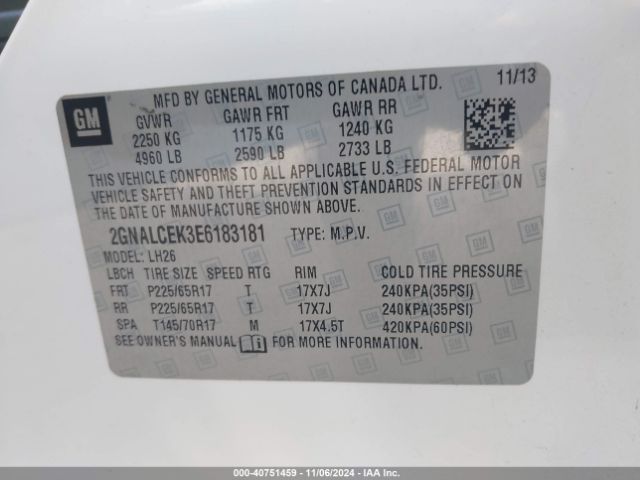 GM
MFD BY GENERAL MOTORS OF CANADA LTD. 11/13
GVWR GAWR FRT GAWR RR
2250 KG 1175 KG 1240 KG
4960 LB 2590 LB 2733 LB
THIS VEHICLE CONFORMS TO ALL APPLICABLE U.S. FEDERAL MOTOR
VEHICLE SAFETY AND THEFT PREVENTION STANDARDS IN EFFECT ON
THE DATE OF MANUFACTURE SHOWN ABOVE.
2GNALCEK3E6183181 TYPE: M.P.V.
MODEL: LH26
LBCH TIRE SIZE SPEED RTG RIM COLD TIRE PRESSURE
FRT P225/65R17 T 17X7J 240KPA(35PSI)
RR P225/65R17 T 17X7J 240KPA(35PSI)
SPA T145/70R17 M 17X4.5T 420KPA(60PSI)
SEE OWNER'S MANUAL FOR MORE INFORMATION.
000-40751459 - 11/06/2024 - IAAI.COM